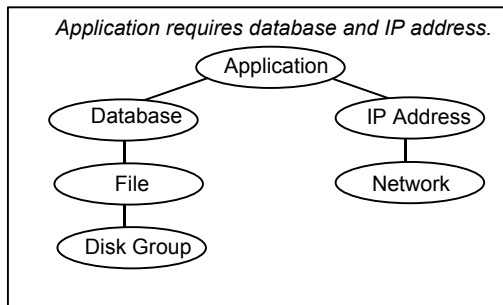 Application requires database and IP address.
Application
Database
IP Address
File
Network
Disk Group